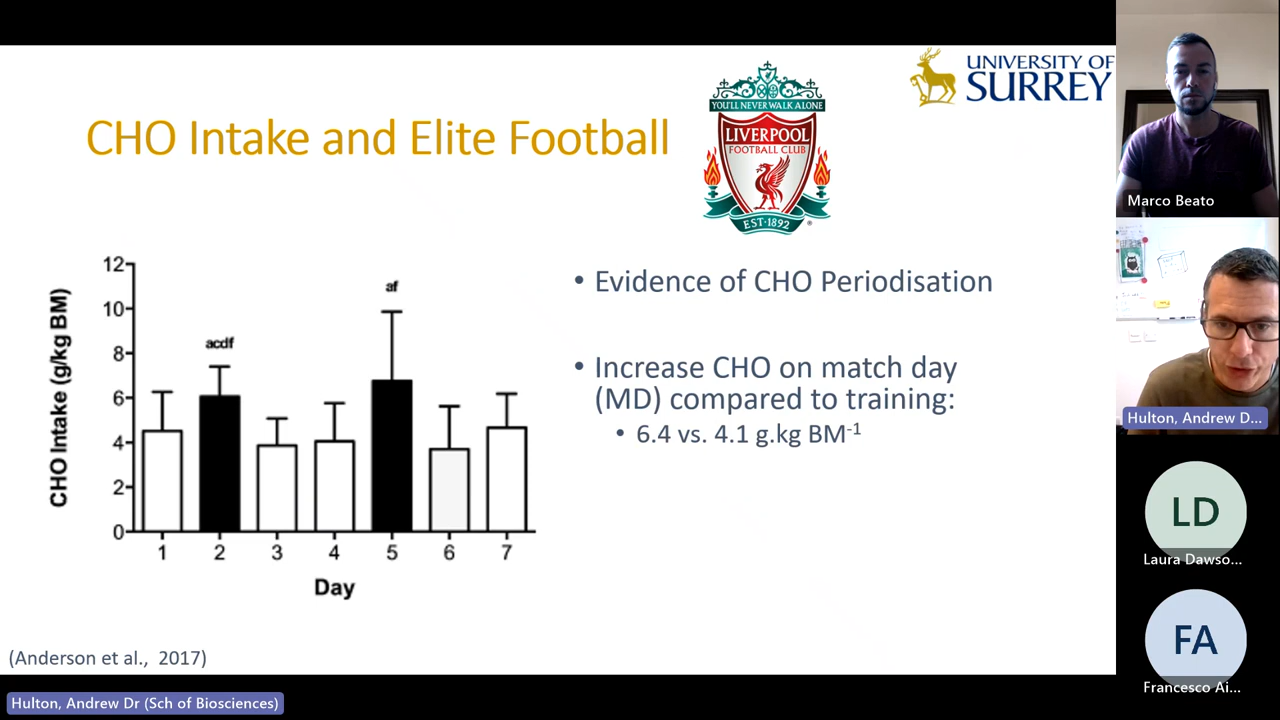 UNIVERSITY OF
SURREY
YOU'LL NEVER WALK ALONE
LIVERPOOL
FOOTBALL CLUB
EST·1892
®
CHO Intake and Elite Football
CHO Intake (g/kg BM)
12
10
8
6
4
2
0
acdf
af
1 2 3 4 5 6 7
Day
• Evidence of CHO Periodisation
• Increase CHO on match day
(MD) compared to training:
• 6.4 vs. 4.1 g.kg BM⁻¹
(Anderson et al., 2017)
Hulton, Andrew Dr (Sch of Biosciences)
Marco Beato
Hulton, Andrew D...
LD
Laura Dawso...
FA
Francesco Ai...